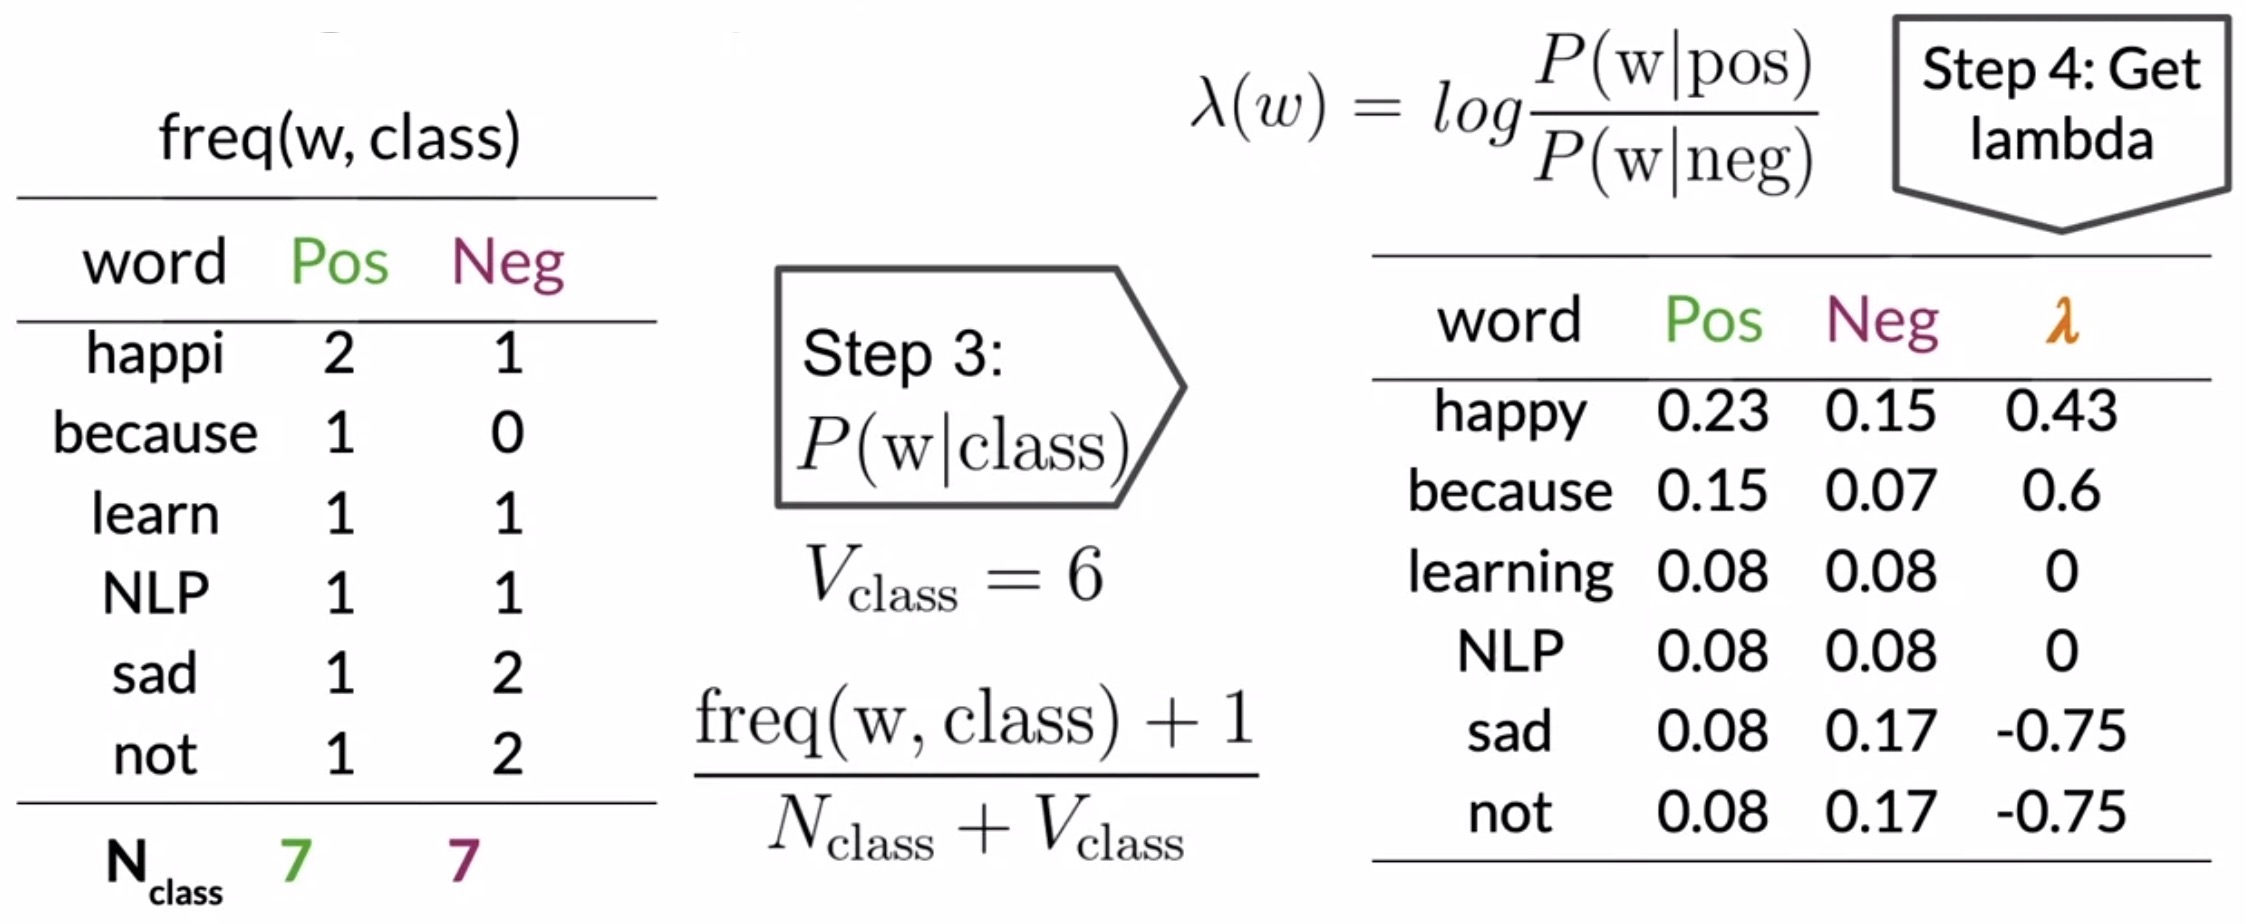 freq(w, class)
word Pos Neg
happi 2 1
because 1 0
learn 1 1
NLP 1 1
sad 1 2
not 1 2
N_class 7 7
Step 3:
P(w|class)
V_class = 6
freq(w, class) + 1
N_class + V_class
λ(w) = log P(w|pos)
P(w|neg)
Step 4: Get
lambda
word Pos Neg λ
happy 0.23 0.15 0.43
because 0.15 0.07 0.6
learning 0.08 0.08 0
NLP 0.08 0.08 0
sad 0.08 0.17 -0.75
not 0.08 0.17 -0.75